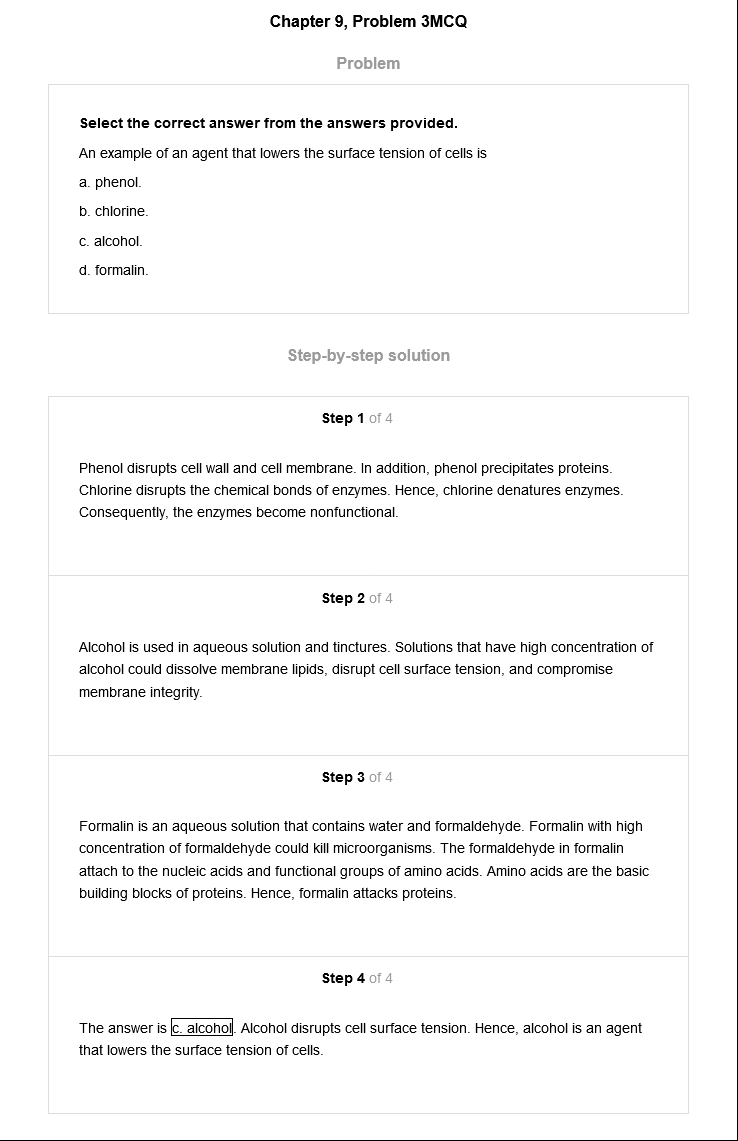 Chapter 9, Problem 3MCQ
Problem
Select the correct answer from the answers provided.
An example of an agent that lowers the surface tension of cells is
a. phenol.
b. chlorine.
c. alcohol.
d. formalin.
Step-by-step solution
Step 1 of 4
Phenol disrupts cell wall and cell membrane. In addition, phenol precipitates proteins.
Chlorine disrupts the chemical bonds of enzymes. Hence, chlorine denatures enzymes.
Consequently, the enzymes become nonfunctional.
Step 2 of 4
Alcohol is used in aqueous solution and tinctures. Solutions that have high concentration of
alcohol could dissolve membrane lipids, disrupt cell surface tension, and compromise
membrane integrity.
Step 3 of 4
Formalin is an aqueous solution that contains water and formaldehyde. Formalin with high
concentration of formaldehyde could kill microorganisms. The formaldehyde in formalin
attach to the nucleic acids and functional groups of amino acids. Amino acids are the basic
building blocks of proteins. Hence, formalin attacks proteins.
Step 4 of 4
The answer is c. alcohol. Alcohol disrupts cell surface tension. Hence, alcohol is an agent
that lowers the surface tension of cells.